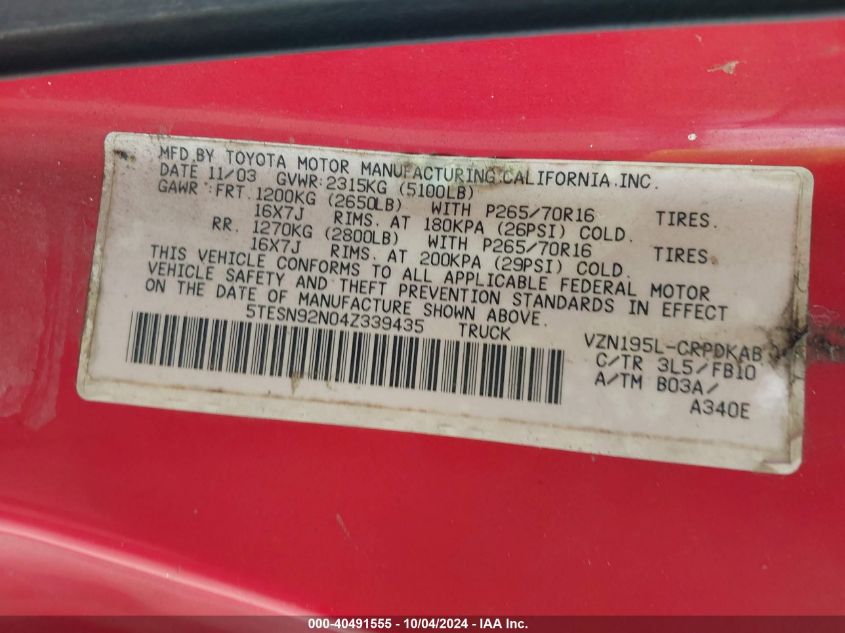 MFD.BY TOYOTA MOTOR MANUFACTURING.CALIFORNIA.INC.
DATE 11/03 GVWR:2315KG (5100LB)
GAWR: FRT.1200KG (2650LB) WITH P265/70R16 TIRES.
16X7J RIMS. AT 180KPA (26PSI) COLD.
RR. 1270KG (2800LB) WITH P265/70R16 TIRES.
16X7J RIMS. AT 200KPA (29PSI) COLD.
THIS VEHICLE CONFORMS TO ALL APPLICABLE FEDERAL MOTOR
VEHICLE SAFETY AND THEFT PREVENTION STANDARDS IN EFFECT
ON THE DATE OF MANUFACTURE SHOWN ABOVE.
5TESN92N04Z339435 TRUCK
VZN195L-CRPDKAB
C/TR 3L5/FB10
A/TM B03A/
A340E
000-40491555 - 10/04/2024 - IAA Inc.